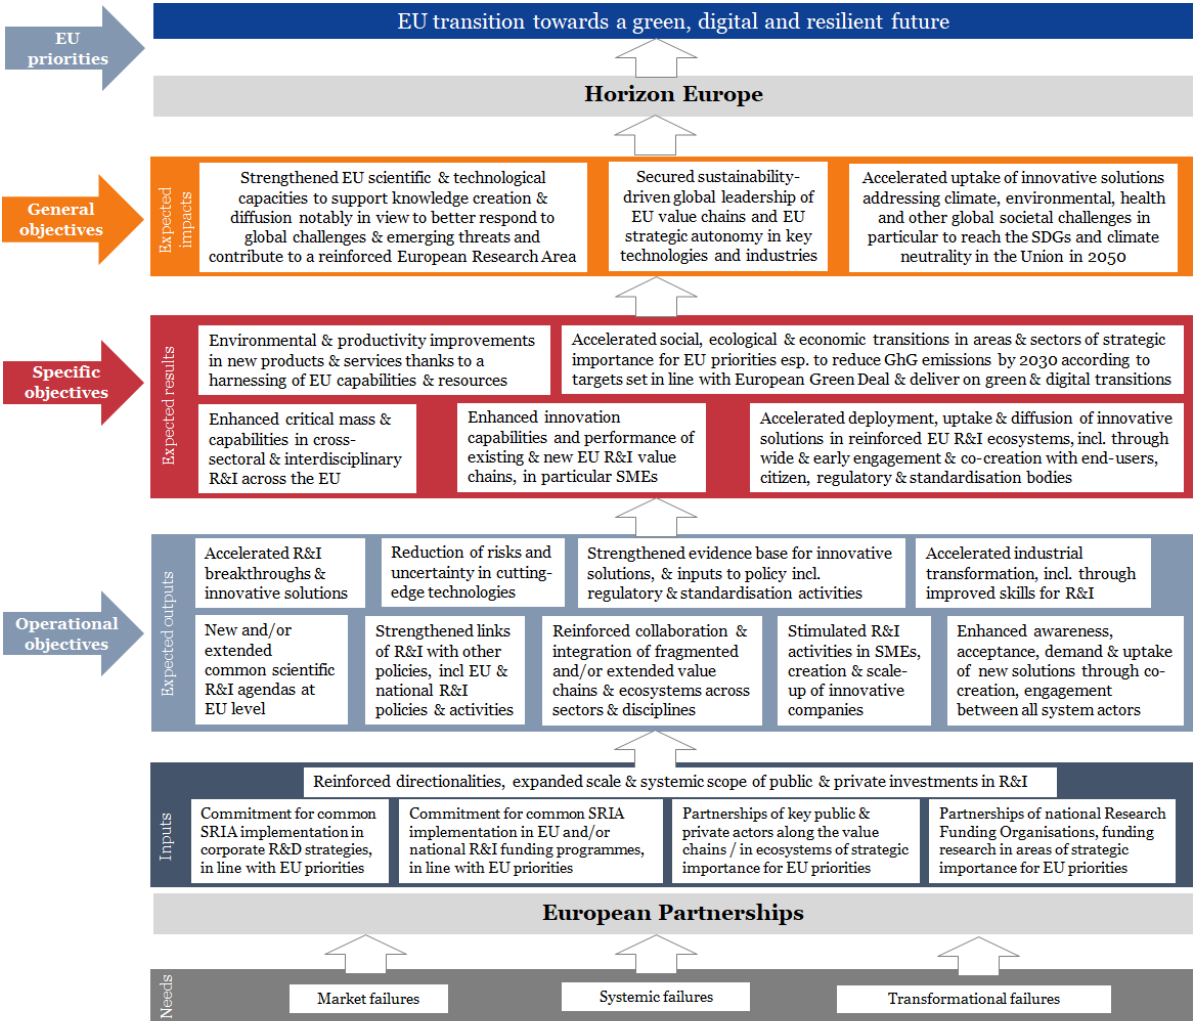 EU transition towards a green, digital and resilient future
EU
priorities
Horizon Europe
General
objectives
Expected
impacts
Strengthened EU scientific & technological
capacities to support knowledge creation &
diffusion notably in view to better respond to
global challenges & emerging threats and
contribute to a reinforced European Research Area
Secured sustainability-
driven global leadership of
EU value chains and EU
strategic autonomy in key
technologies and industries
Accelerated uptake of innovative solutions
addressing climate, environmental, health
and other global societal challenges in
particular to reach the SDGs and climate
neutrality in the Union in 2050
Specific
objectives
Expected results
Environmental & productivity improvements
in new products & services thanks to a
harnessing of EU capabilities & resources
Accelerated social, ecological & economic transitions in areas & sectors of strategic
importance for EU priorities esp. to reduce GhG emissions by 2030 according to
targets set in line with European Green Deal & deliver on green & digital transitions
Enhanced critical mass &
capabilities in cross-
sectoral & interdisciplinary
R&I across the EU
Enhanced innovation
capabilities and performance of
existing & new EU R&I value
chains, in particular SMEs
Accelerated deployment, uptake & diffusion of innovative
solutions in reinforced EU R&I ecosystems, incl. through
wide & early engagement & co-creation with end-users,
citizen, regulatory & standardisation bodies
Operational
objectives
Expected outputs
Accelerated R&I
breakthroughs &
innovative solutions
Reduction of risks and
uncertainty in cutting-
edge technologies
Strengthened evidence base for innovative
solutions, & inputs to policy incl.
regulatory & standardisation activities
Accelerated industrial
transformation, incl. through
improved skills for R&I
New and/or
extended
common scientific
R&I agendas at
EU level
Strengthened links
of R&I with other
policies, incl EU &
national R&I
policies & activities
Reinforced collaboration &
integration of fragmented
and/or extended value
chains & ecosystems across
sectors & disciplines
Stimulated R&I
activities in SMEs,
creation & scale-
up of innovative
companies
Enhanced awareness,
acceptance, demand & uptake
of new solutions through co-
creation, engagement
between all system actors
Inputs
Reinforced directionalities, expanded scale & systemic scope of public & private investments in R&I
Commitment for common
SRIA implementation in
corporate R&D strategies,
in line with EU priorities
Commitment for common SRIA
implementation in EU and/or
national R&I funding programmes,
in line with EU priorities
Partnerships of key public &
private actors along the value
chains / in ecosystems of strategic
importance for EU priorities
Partnerships of national Research
Funding Organisations, funding
research in areas of strategic
importance for EU priorities
European Partnerships
Needs
Market failures
Systemic failures
Transformational failures